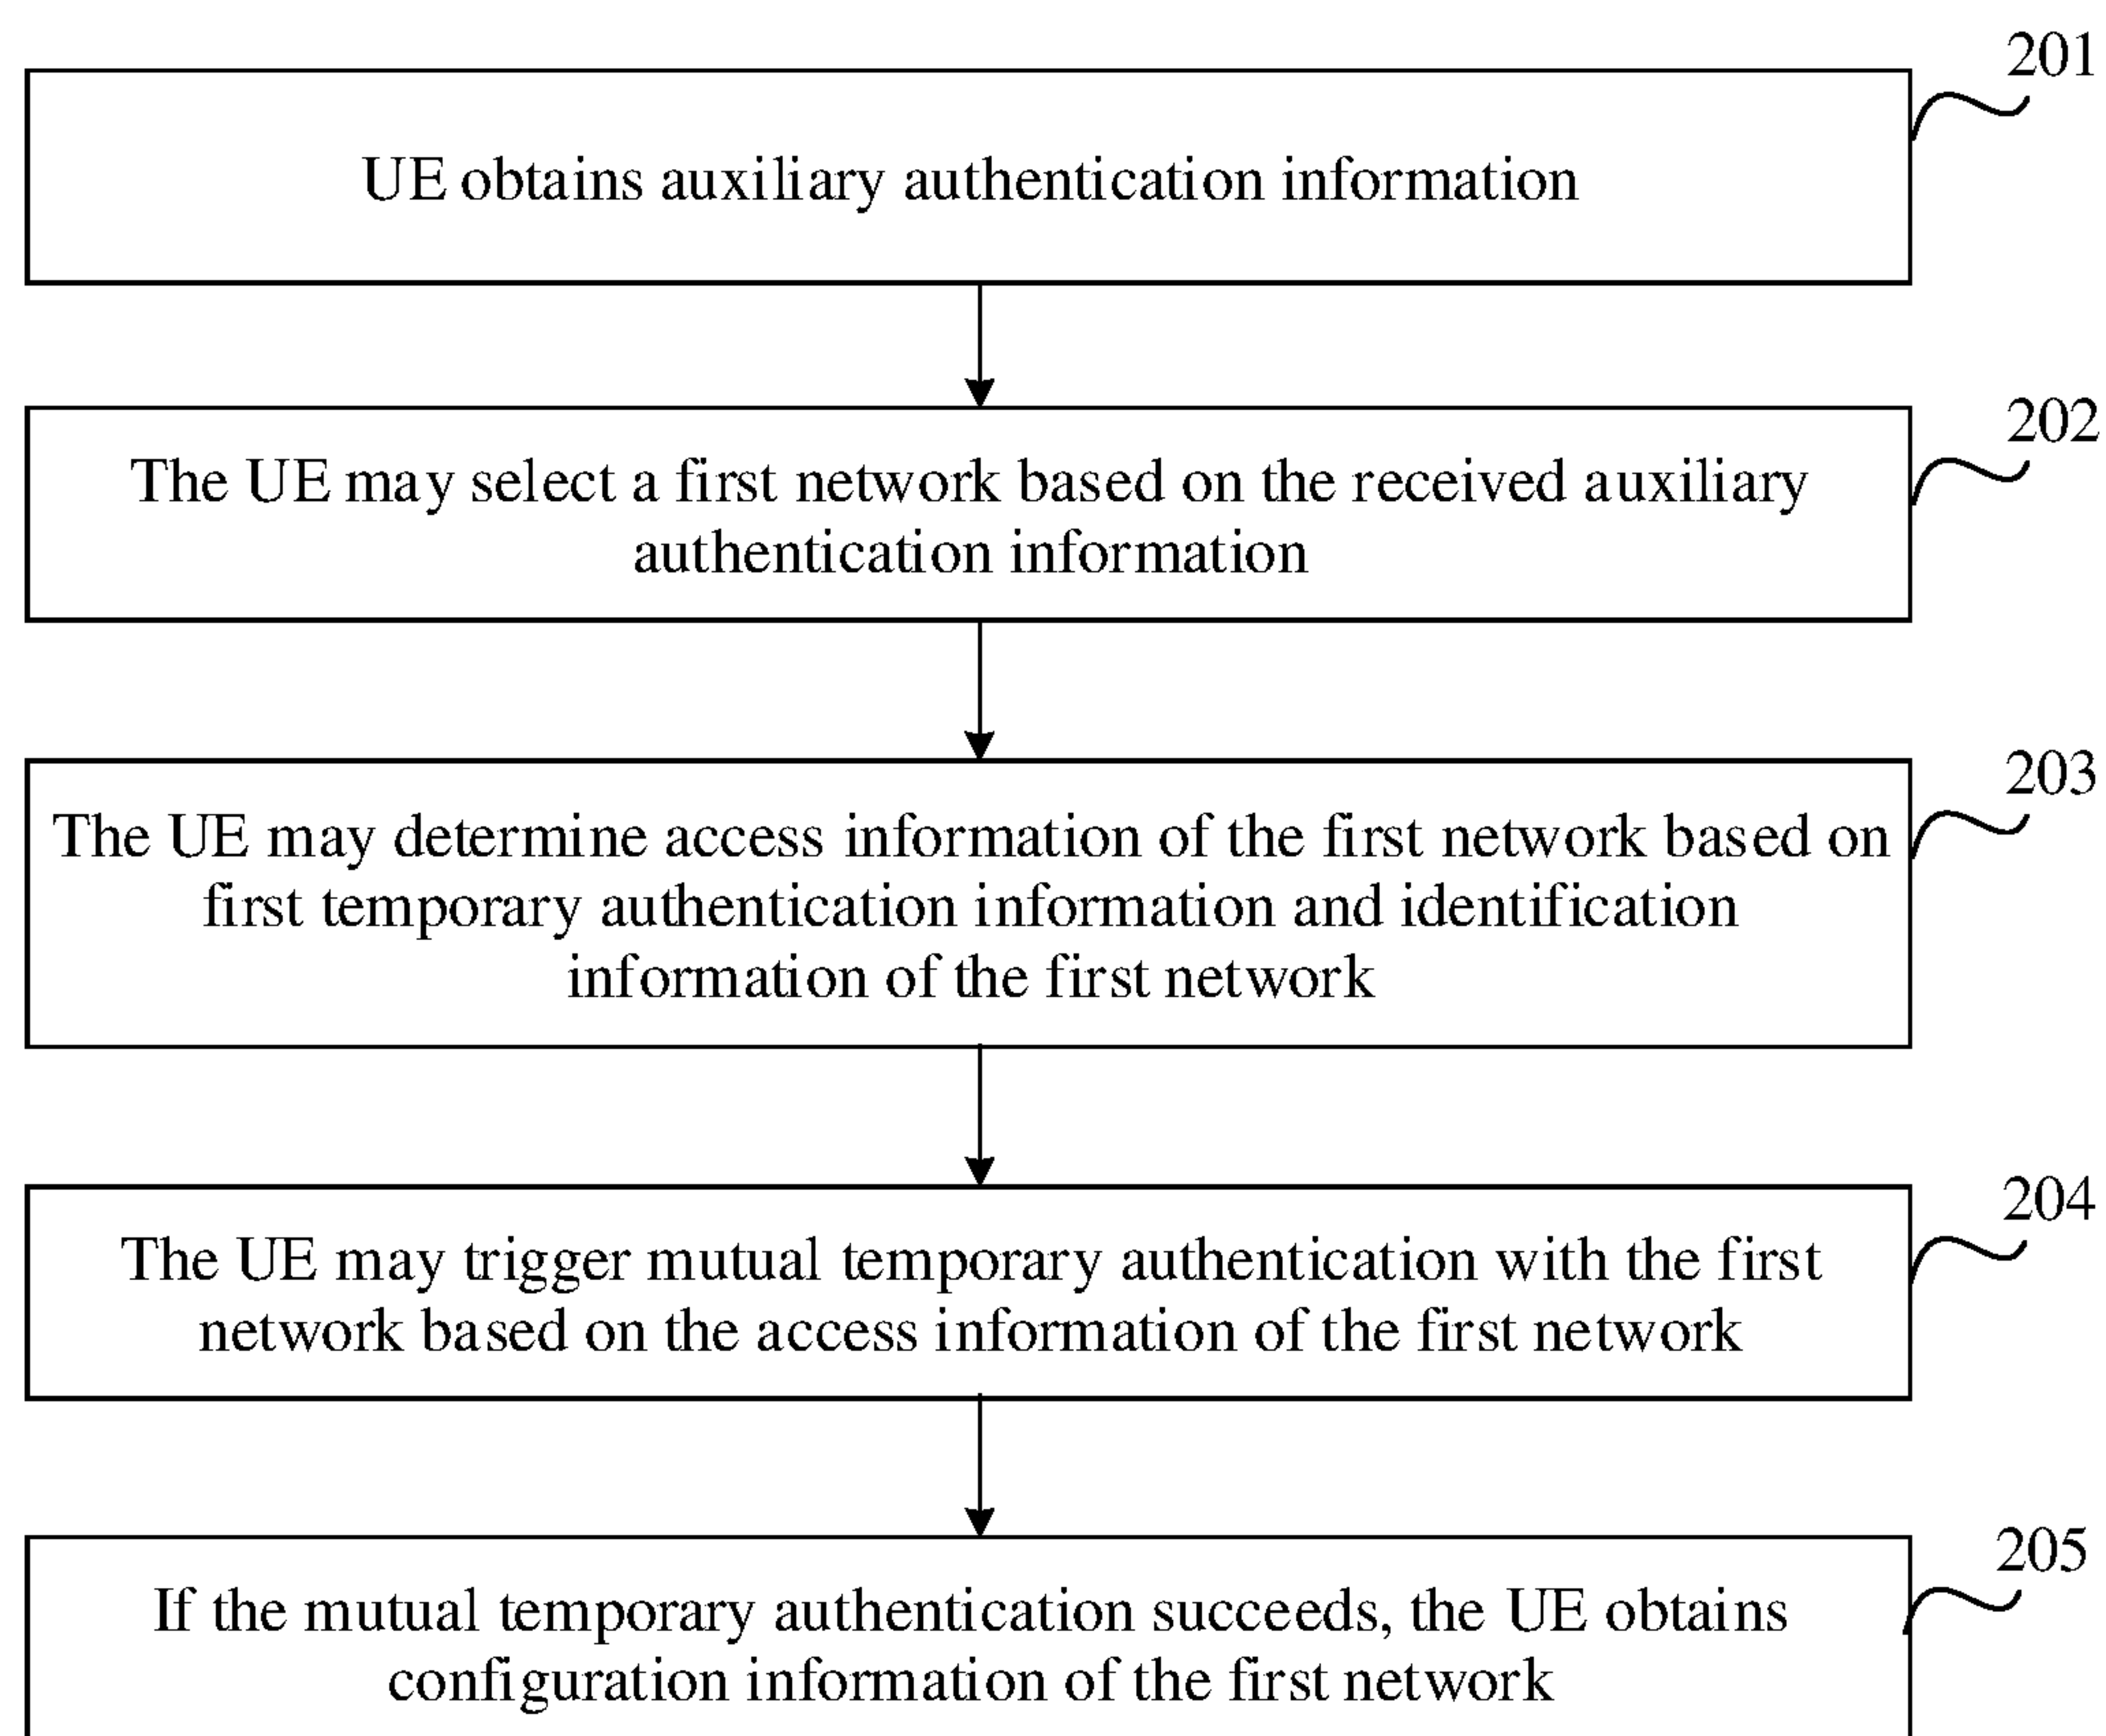 201
UE obtains auxiliary authentication information
202
The UE may select a first network based on the received auxiliary
authentication information
203
The UE may determine access information of the first network based on
first temporary authentication information and identification
information of the first network
204
The UE may trigger mutual temporary authentication with the first
network based on the access information of the first network
205
If the mutual temporary authentication succeeds, the UE obtains
configuration information of the first network